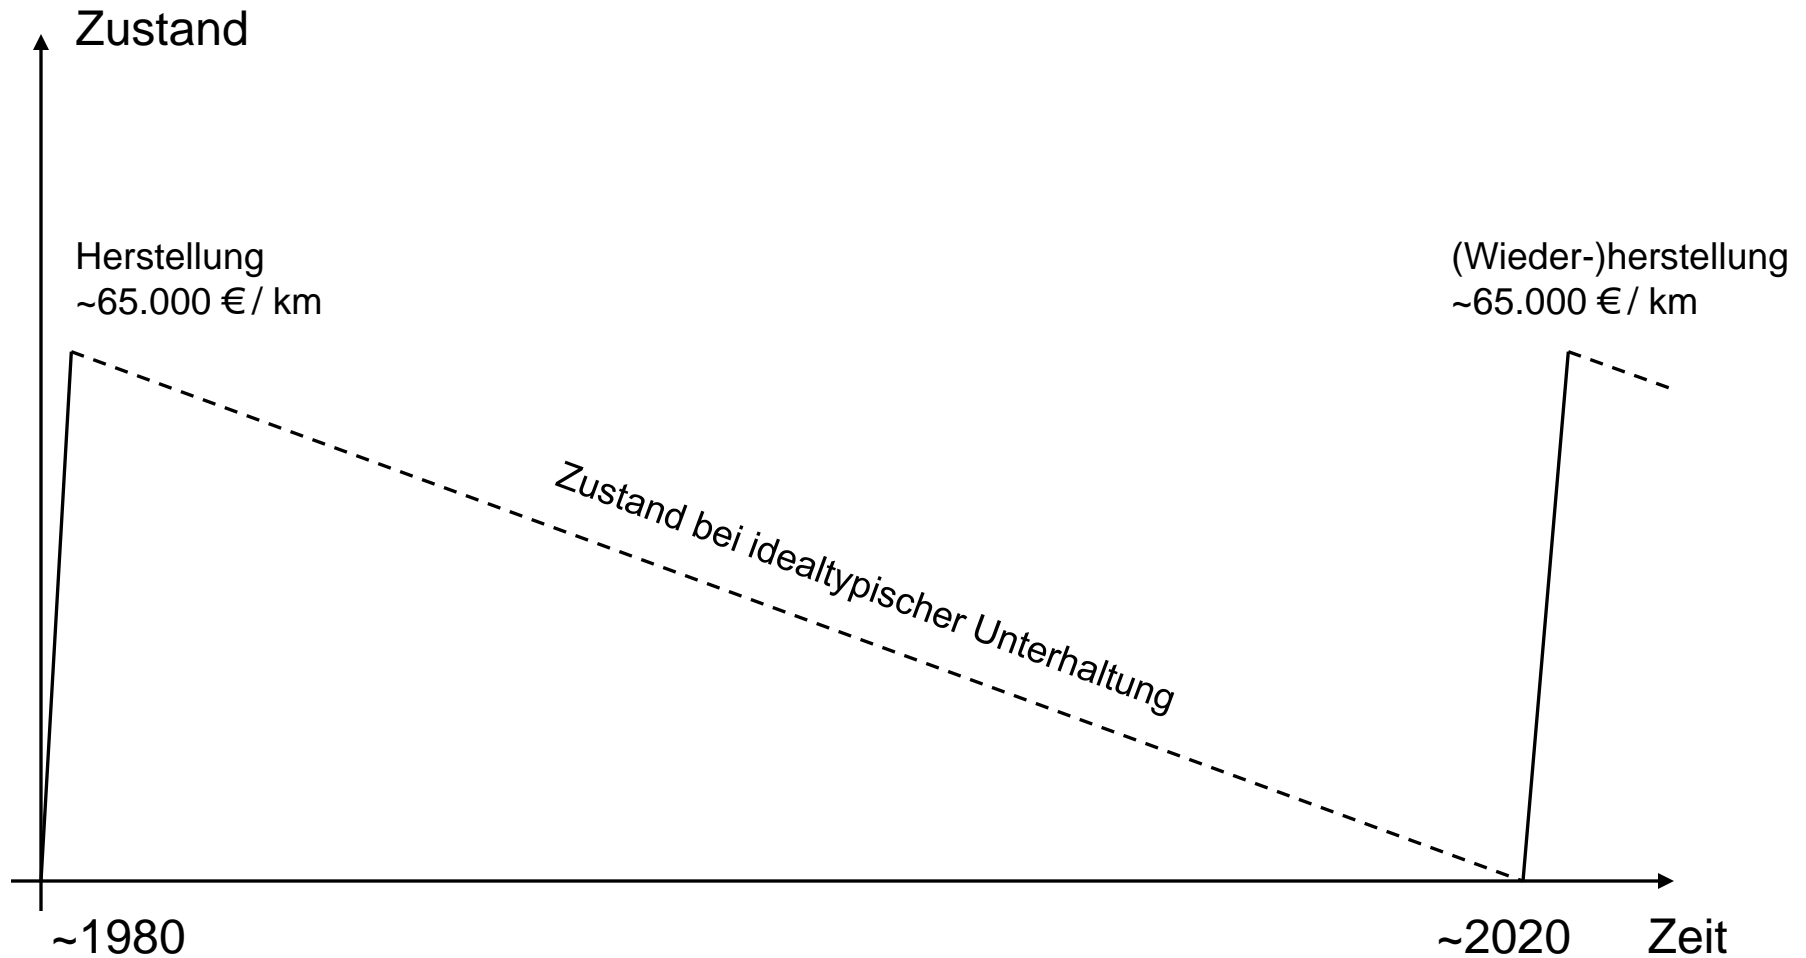 Zustand
Herstellung
~65.000 € / km
(Wieder-)herstellung
~65.000 € / km
Zustand bei idealtypischer Unterhaltung
~1980
~2020
Zeit